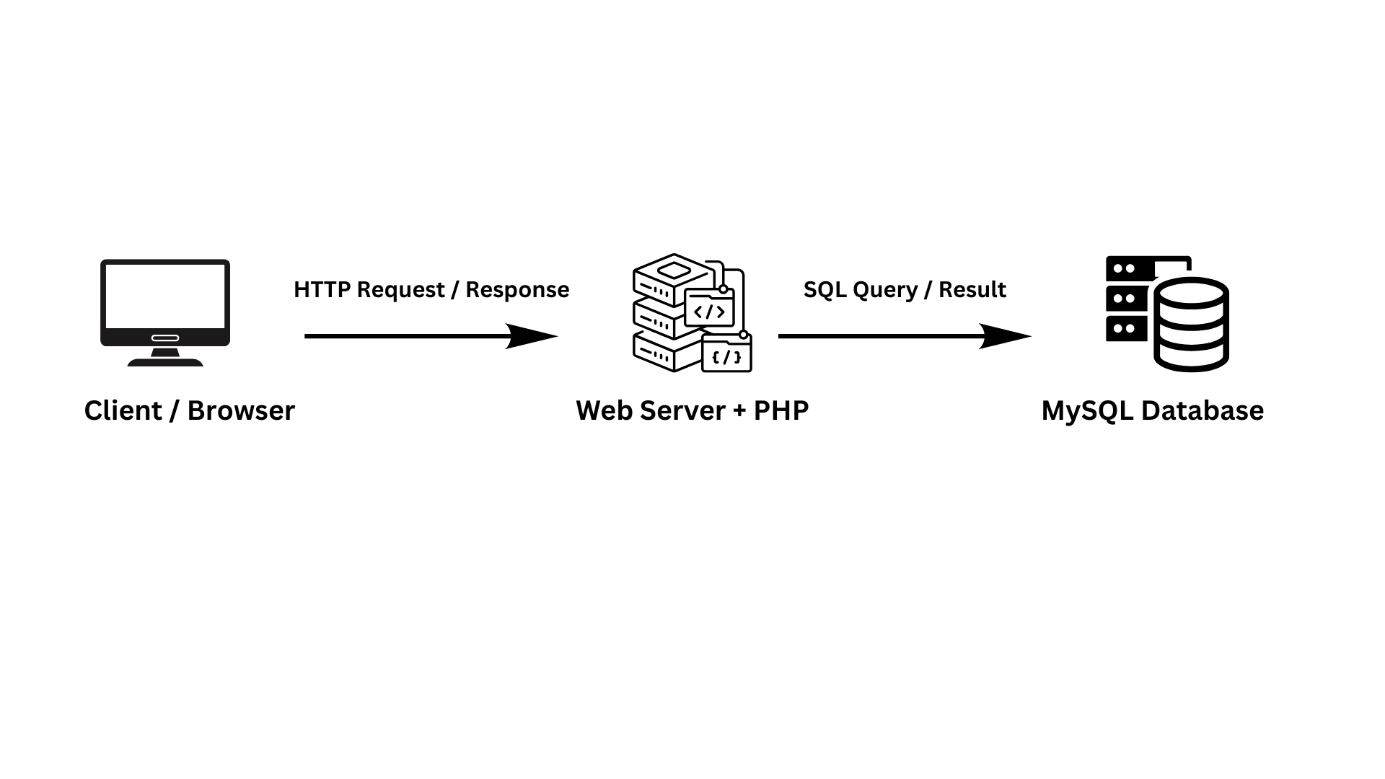 HTTP Request / Response
SQL Query / Result
</>
{/}
Client / Browser
Web Server + PHP
MySQL Database